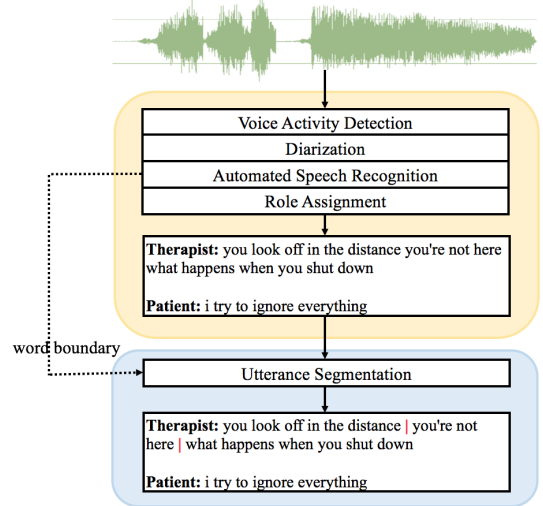 Voice Activity Detection
Diarization
Automated Speech Recognition
Role Assignment
Therapist: you look off in the distance you're not here
what happens when you shut down
Patient: i try to ignore everything
word boundary
Utterance Segmentation
Therapist: you look off in the distance | you're not
here | what happens when you shut down
Patient: i try to ignore everything